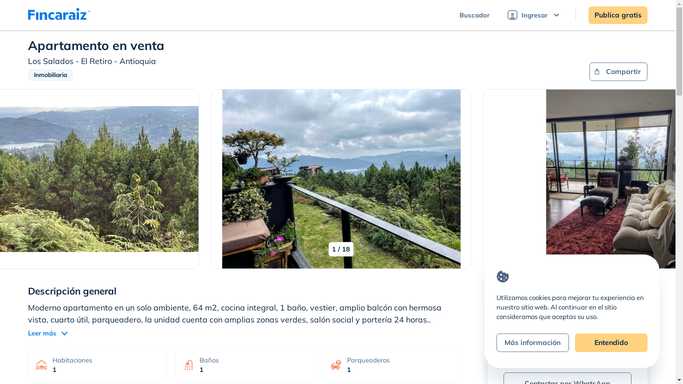 Fincaraiz
Buscador
Ingresar
Publica gratis
Apartamento en venta
Los Salados - El Retiro - Antioquia
Inmobiliaria
Compartir
1 / 18
Descripción general
Moderno apartamento en un solo ambiente, 64 m2, cocina integral, 1 baño, vestier, amplio balcón con hermosa
vista, cuarto útil, parqueadero, la unidad cuenta con amplias zonas verdes, salón social y portería 24 horas..
Leer más
Habitaciones
1
Baños
1
Parqueaderos
1
Utilizamos cookies para mejorar tu experiencia en
nuestro sitio web. Al continuar en el sitio
consideramos que aceptas su uso.
Más información
Entendido
Contactar por WhatsApp